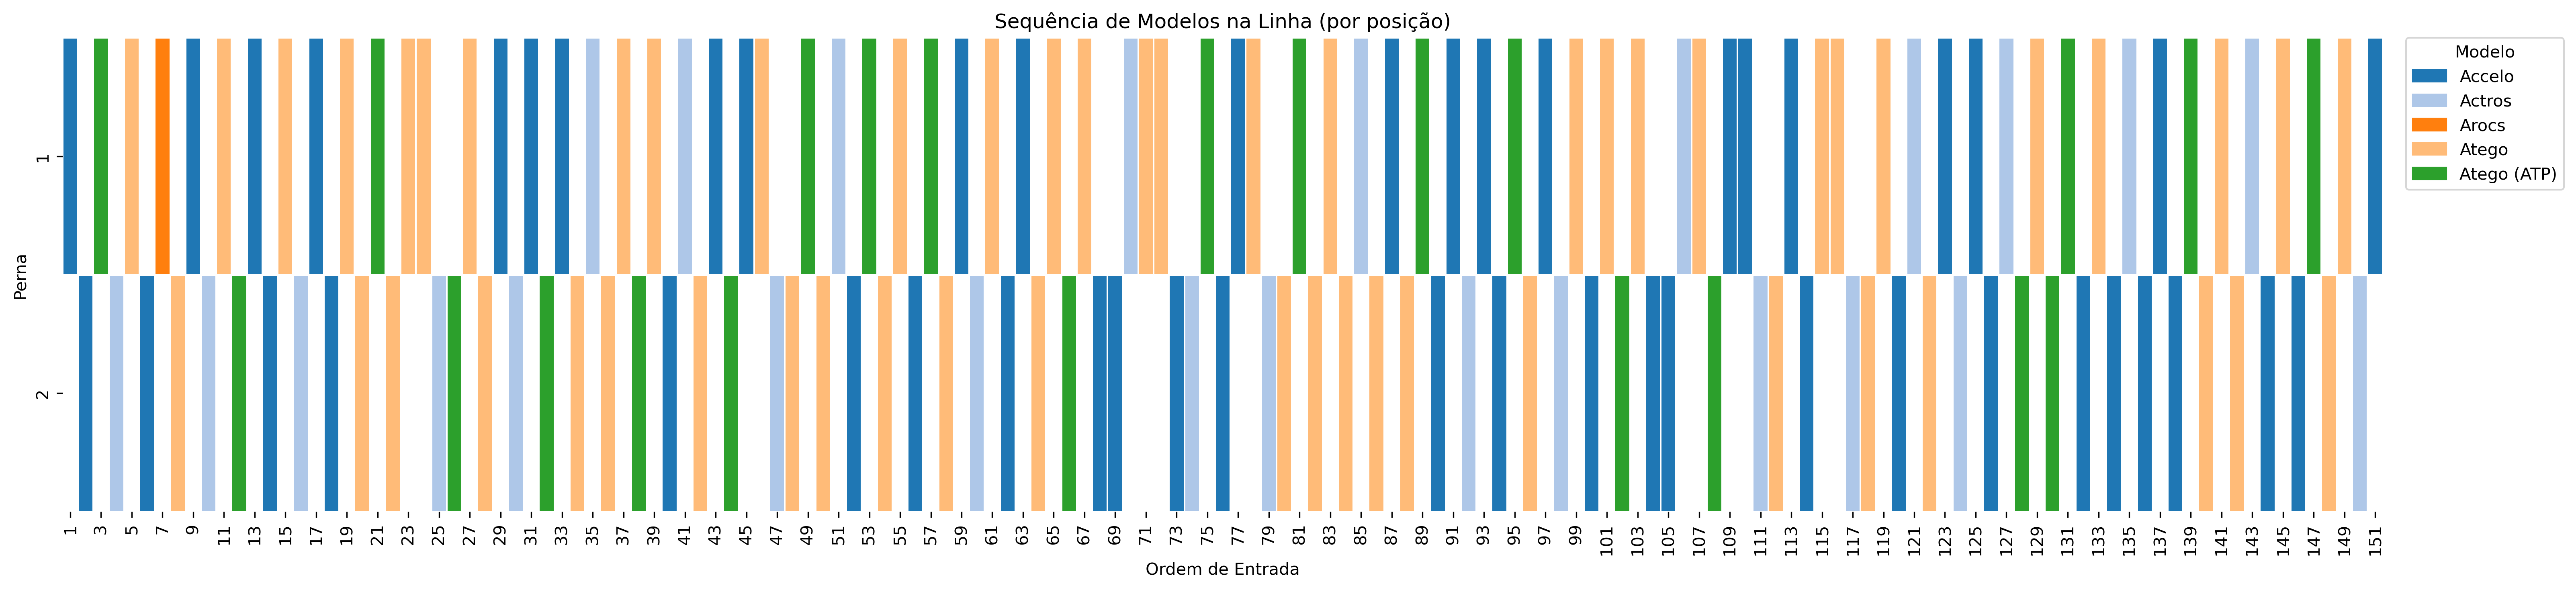 Sequência de Modelos na Linha (por posição)
Modelo
Accelo
Actros
Arocs
Atego
Atego (ATP)
Perna
1
2
1 3 5 7 9 11 13 15 17 19 21 23 25 27 29 31 33 35 37 39 41 43 45 47 49 51 53 55 57 59 61 63 65 67 69 71 73 75 77 79 81 83 85 87 89 91 93 95 97 99 101 103 105 107 109 111 113 115 117 119 121 123 125 127 129 131 133 135 137 139 141 143 145 147 149 151
Ordem de Entrada